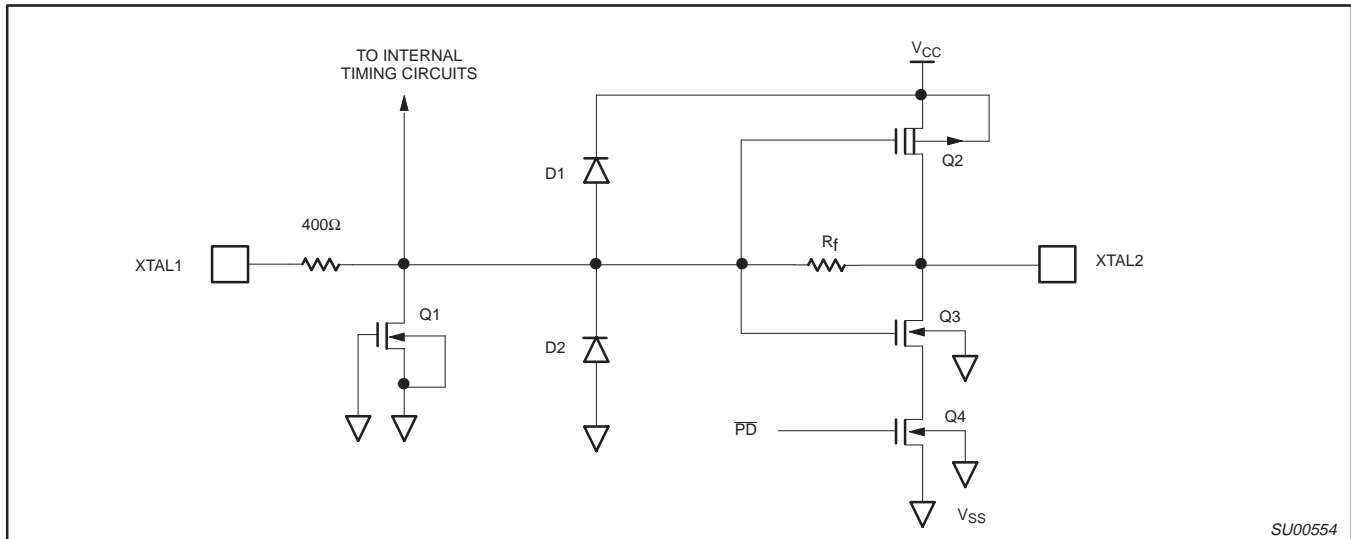 TO INTERNAL
TIMING CIRCUITS
VCC
Q2
D1
400Ω
Rf
XTAL1
XTAL2
Q1
Q3
D2
PD
Q4
VSS
SU00554